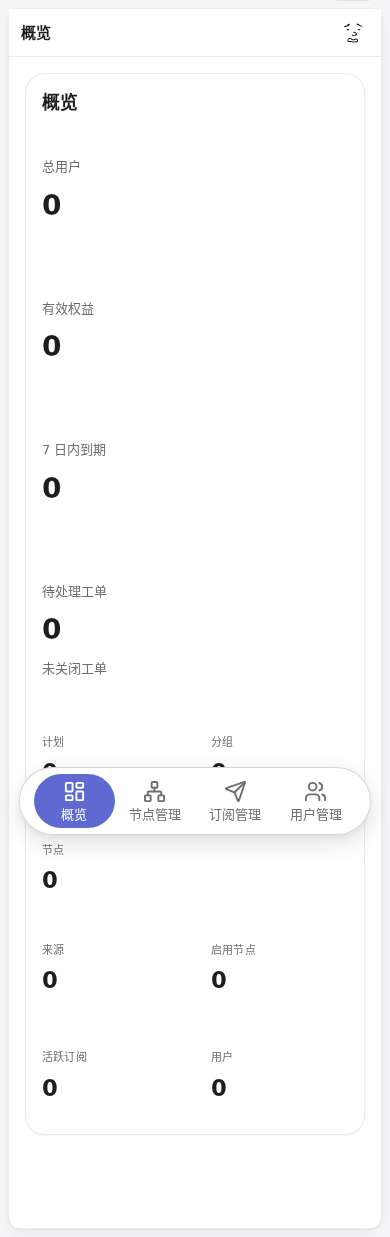 概览
概览
总用户
0
有效权益
0
7 日内到期
0
待处理工单
0
未关闭工单
计划 分组
概览 节点管理 订阅管理 用户管理
节点
0
来源 启用节点
0 0
活跃订阅 用户
0 0